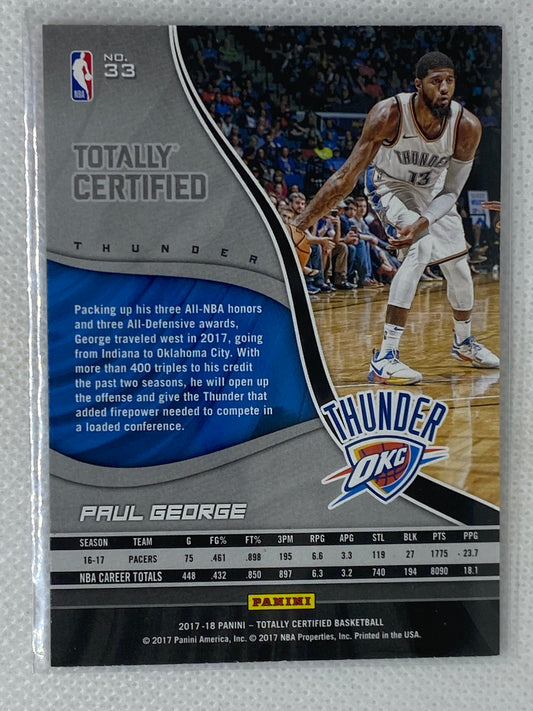 NBA
NO.
33
TOTALLY
CERTIFIED
THUNDER
THUNDER
13
Packing up his three All-NBA honors
and three All-Defensive awards,
George traveled west in 2017, going
from Indiana to Oklahoma City. With
more than 400 triples to his credit
the past two seasons, he will open up
the offense and give the Thunder that
added firepower needed to compete in
a loaded conference.
THUNDER
OKC
PAUL GEORGE
SEASON TEAM G FG% FT% 3PM RPG APG STL BLK PTS PPG
16-17 PACERS 75 .461 .898 195 6.6 3.3 119 27 1775 23.7
NBA CAREER TOTALS 448 .432 .850 897 6.3 3.2 740 194 8090 18.1
PANINI
2017-18 PANINI – TOTALLY CERTIFIED BASKETBALL
© 2017 Panini America, Inc. © 2017 NBA Properties, Inc. Printed in the USA.